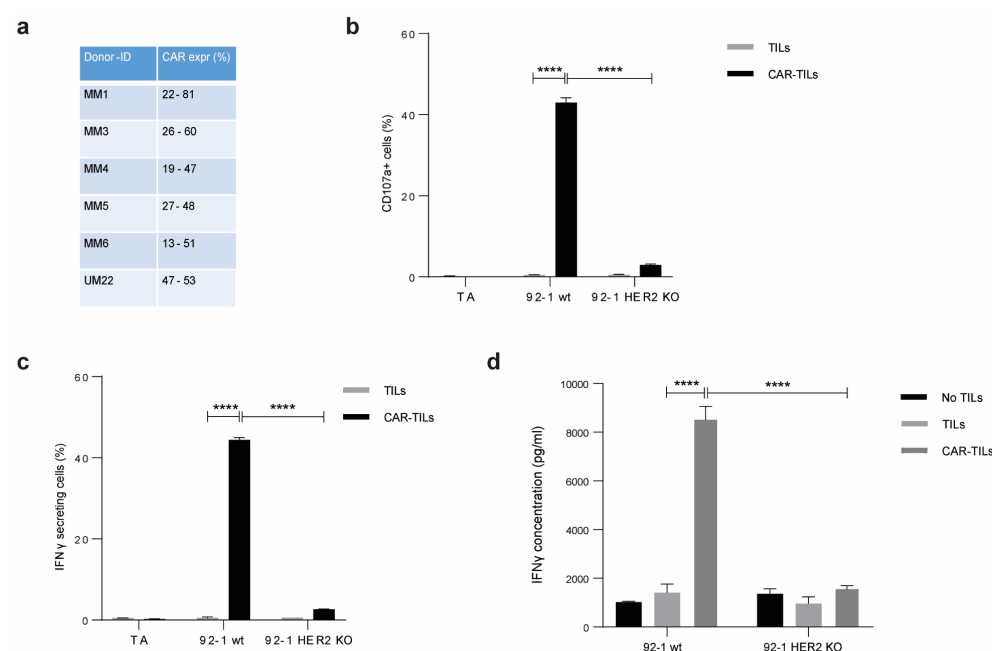 a
Donor -ID CAR expr (%)
MM1 22- 81
MM3 26 - 60
MM4 19 - 47
MM5 27 - 48
MM6 13 - 51
UM22 47 - 53
b
CD107a+ cells (%)
60
40
20
0
**** ****
TA 92-1 wt 92-1 HER2 KO
TILs
CAR-TILs
c
IFNγ secreting cells (%)
60
40
20
0
**** ****
TA 92-1 wt 92-1 HER2 KO
TILs
CAR-TILs
d
IFNγ concentration (pg/ml)
10000
8000
6000
4000
2000
0
**** ****
92-1 wt 92-1 HER2 KO
No TILs
TILs
CAR-TILs